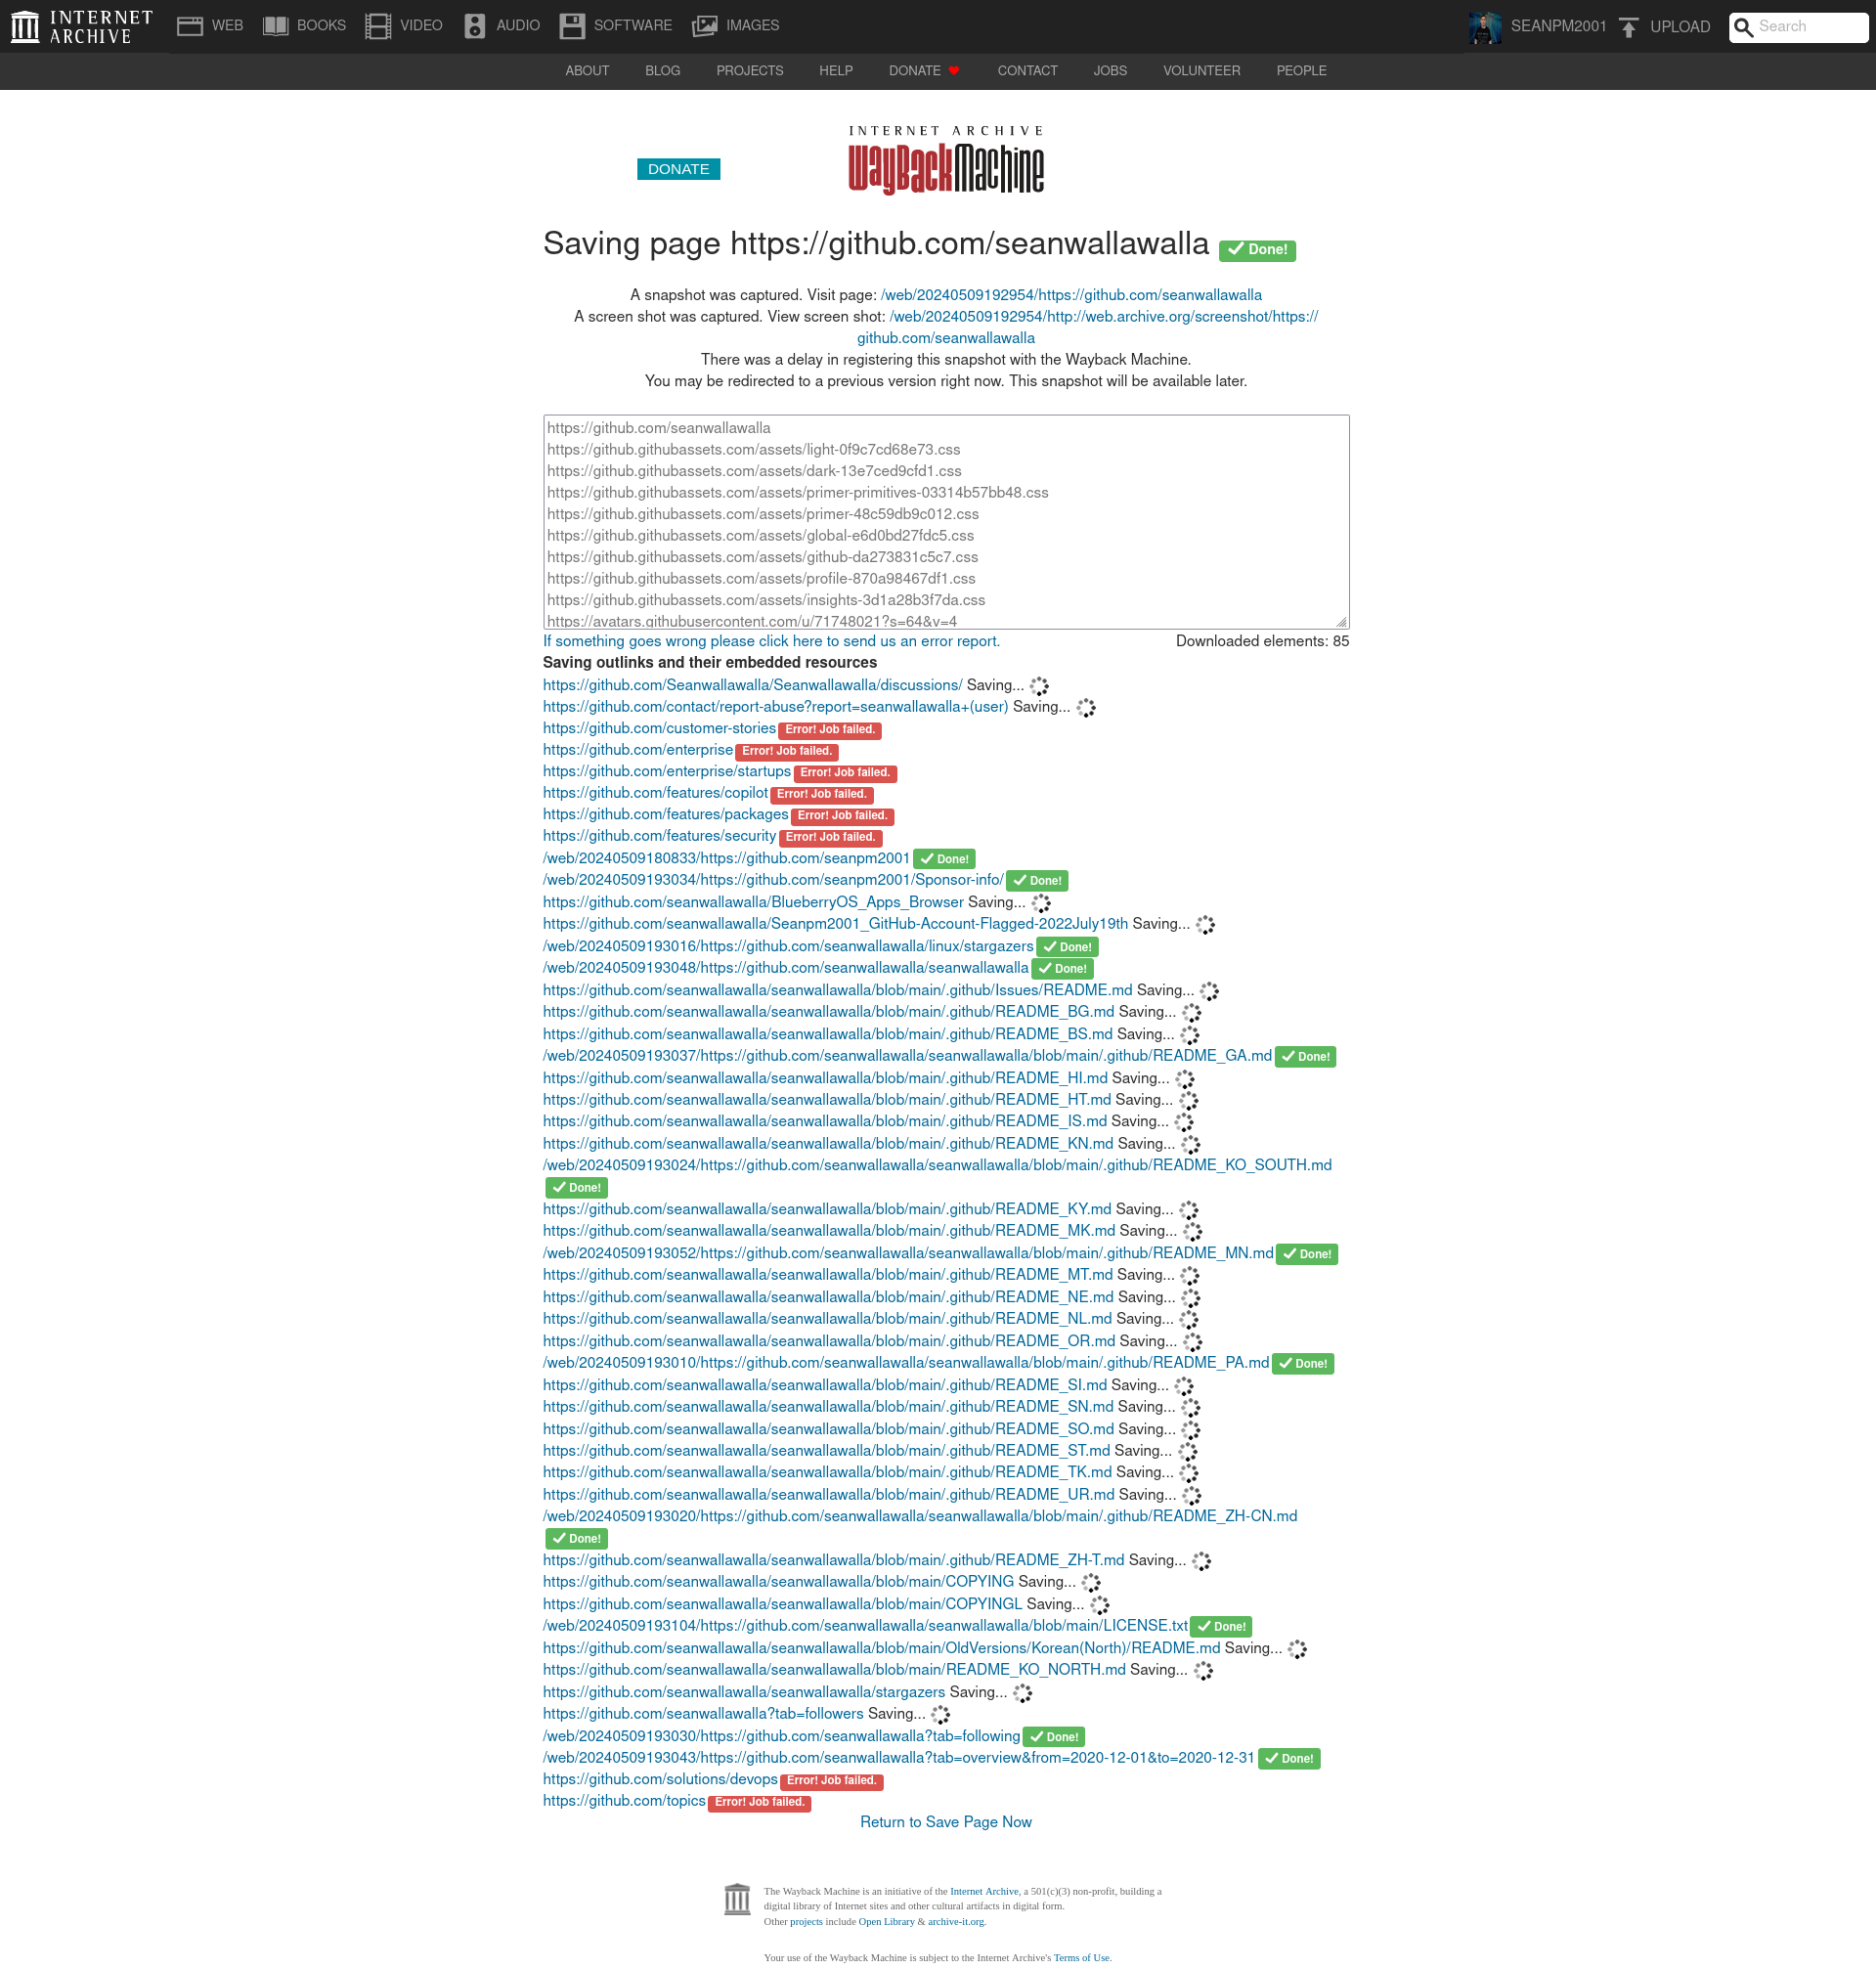 INTERNET ARCHIVE
WEB BOOKS VIDEO AUDIO SOFTWARE IMAGES SEANPM2001 UPLOAD Search
ABOUT BLOG PROJECTS HELP DONATE CONTACT JOBS VOLUNTEER PEOPLE
INTERNET ARCHIVE
WayBackMachine
DONATE
Saving page https://github.com/seanwallawalla Done!
A snapshot was captured. Visit page: /web/20240509192954/https://github.com/seanwallawalla
A screen shot was captured. View screen shot: /web/20240509192954/http://web.archive.org/screenshot/https://
github.com/seanwallawalla
There was a delay in registering this snapshot with the Wayback Machine.
You may be redirected to a previous version right now. This snapshot will be available later.
https://github.com/seanwallawalla
https://github.githubassets.com/assets/light-0f9c7cd68e73.css
https://github.githubassets.com/assets/dark-13e7ced9cfd1.css
https://github.githubassets.com/assets/primer-primitives-03314b57bb48.css
https://github.githubassets.com/assets/primer-48c59db9c012.css
https://github.githubassets.com/assets/global-e6d0bd27fdc5.css
https://github.githubassets.com/assets/github-da273831c5c7.css
https://github.githubassets.com/assets/profile-870a98467df1.css
https://github.githubassets.com/assets/insights-3d1a28b3f7da.css
https://avatars.githubusercontent.com/u/71748021?s=64&v=4
If something goes wrong please click here to send us an error report. Downloaded elements: 85
Saving outlinks and their embedded resources
https://github.com/Seanwallawalla/Seanwallawalla/discussions/ Saving...
https://github.com/contact/report-abuse?report=seanwallawalla+(user) Saving...
https://github.com/customer-stories Error! Job failed.
https://github.com/enterprise Error! Job failed.
https://github.com/enterprise/startups Error! Job failed.
https://github.com/features/copilot Error! Job failed.
https://github.com/features/packages Error! Job failed.
https://github.com/features/security Error! Job failed.
/web/20240509180833/https://github.com/seanpm2001 Done!
/web/20240509193034/https://github.com/seanpm2001/Sponsor-info/ Done!
https://github.com/seanwallawalla/BlueberryOS_Apps_Browser Saving...
https://github.com/seanwallawalla/Seanpm2001_GitHub-Account-Flagged-2022July19th Saving...
/web/20240509193016/https://github.com/seanwallawalla/linux/stargazers Done!
/web/20240509193048/https://github.com/seanwallawalla/seanwallawalla Done!
https://github.com/seanwallawalla/seanwallawalla/blob/main/.github/Issues/README.md Saving...
https://github.com/seanwallawalla/seanwallawalla/blob/main/.github/README_BG.md Saving...
https://github.com/seanwallawalla/seanwallawalla/blob/main/.github/README_BS.md Saving...
/web/20240509193037/https://github.com/seanwallawalla/seanwallawalla/blob/main/.github/README_GA.md Done!
https://github.com/seanwallawalla/seanwallawalla/blob/main/.github/README_HI.md Saving...
https://github.com/seanwallawalla/seanwallawalla/blob/main/.github/README_HT.md Saving...
https://github.com/seanwallawalla/seanwallawalla/blob/main/.github/README_IS.md Saving...
https://github.com/seanwallawalla/seanwallawalla/blob/main/.github/README_KN.md Saving...
/web/20240509193024/https://github.com/seanwallawalla/seanwallawalla/blob/main/.github/README_KO_SOUTH.md
Done!
https://github.com/seanwallawalla/seanwallawalla/blob/main/.github/README_KY.md Saving...
https://github.com/seanwallawalla/seanwallawalla/blob/main/.github/README_MK.md Saving...
/web/20240509193052/https://github.com/seanwallawalla/seanwallawalla/blob/main/.github/README_MN.md Done!
https://github.com/seanwallawalla/seanwallawalla/blob/main/.github/README_MT.md Saving...
https://github.com/seanwallawalla/seanwallawalla/blob/main/.github/README_NE.md Saving...
https://github.com/seanwallawalla/seanwallawalla/blob/main/.github/README_NL.md Saving...
https://github.com/seanwallawalla/seanwallawalla/blob/main/.github/README_OR.md Saving...
/web/20240509193010/https://github.com/seanwallawalla/seanwallawalla/blob/main/.github/README_PA.md Done!
https://github.com/seanwallawalla/seanwallawalla/blob/main/.github/README_SI.md Saving...
https://github.com/seanwallawalla/seanwallawalla/blob/main/.github/README_SN.md Saving...
https://github.com/seanwallawalla/seanwallawalla/blob/main/.github/README_SO.md Saving...
https://github.com/seanwallawalla/seanwallawalla/blob/main/.github/README_ST.md Saving...
https://github.com/seanwallawalla/seanwallawalla/blob/main/.github/README_TK.md Saving...
https://github.com/seanwallawalla/seanwallawalla/blob/main/.github/README_UR.md Saving...
/web/20240509193020/https://github.com/seanwallawalla/seanwallawalla/blob/main/.github/README_ZH-CN.md
Done!
https://github.com/seanwallawalla/seanwallawalla/blob/main/.github/README_ZH-T.md Saving...
https://github.com/seanwallawalla/seanwallawalla/blob/main/COPYING Saving...
https://github.com/seanwallawalla/seanwallawalla/blob/main/COPYINGL Saving...
/web/20240509193104/https://github.com/seanwallawalla/seanwallawalla/blob/main/LICENSE.txt Done!
https://github.com/seanwallawalla/seanwallawalla/blob/main/OldVersions/Korean(North)/README.md Saving...
https://github.com/seanwallawalla/seanwallawalla/blob/main/README_KO_NORTH.md Saving...
https://github.com/seanwallawalla/seanwallawalla/stargazers Saving...
https://github.com/seanwallawalla?tab=followers Saving...
/web/20240509193030/https://github.com/seanwallawalla?tab=following Done!
/web/20240509193043/https://github.com/seanwallawalla?tab=overview&from=2020-12-01&to=2020-12-31 Done!
https://github.com/solutions/devops Error! Job failed.
https://github.com/topics Error! Job failed.
Return to Save Page Now
The Wayback Machine is an initiative of the Internet Archive, a 501(c)(3) non-profit, building a
digital library of Internet sites and other cultural artifacts in digital form.
Other projects include Open Library & archive-it.org.
Your use of the Wayback Machine is subject to the Internet Archive's Terms of Use.